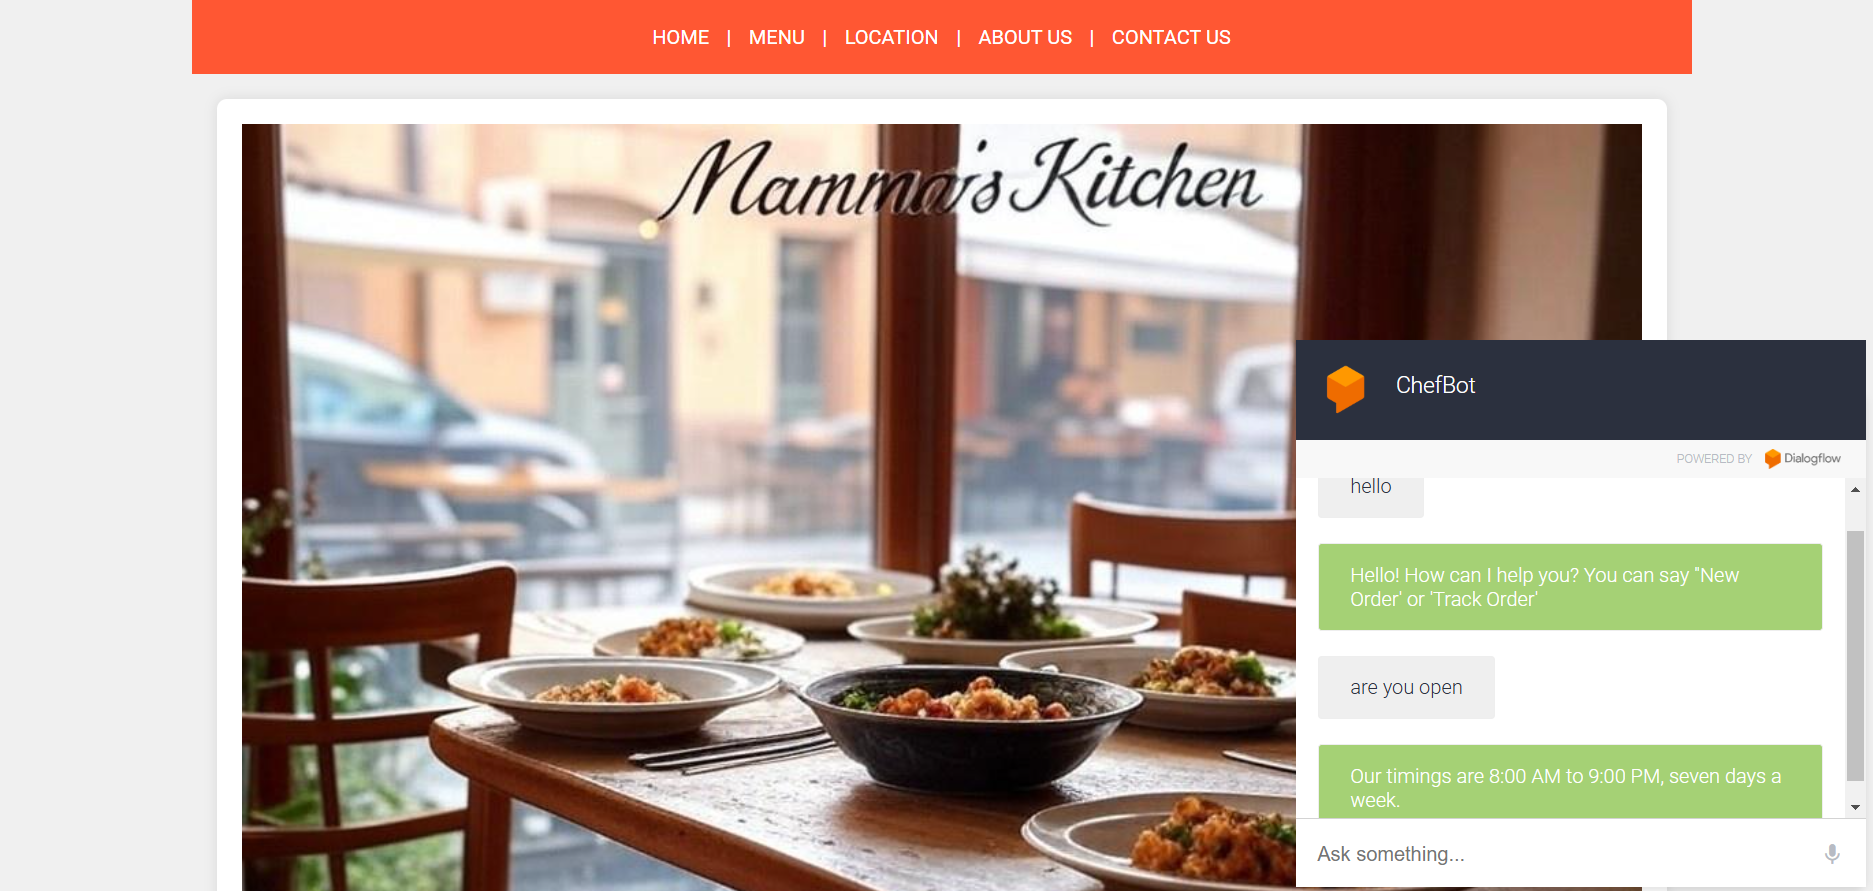 HOME | MENU | LOCATION | ABOUT US | CONTACT US
Mamma's Kitchen
ChefBot
POWERED BY Dialogflow
hello
Hello! How can I help you? You can say "New
Order' or 'Track Order'
are you open
Our timings are 8:00 AM to 9:00 PM, seven days a
week.
Ask something...